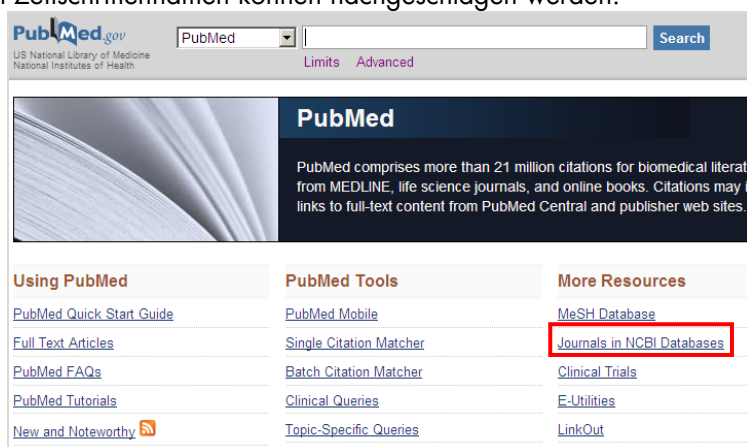 Zeitschriftennamen können nachgeschlagen werden.
PubMed.gov
US National Library of Medicine
National Institutes of Health
PubMed
Search
Limits Advanced
PubMed
PubMed comprises more than 21 million citations for biomedical
from MEDLINE, life science journals, and online books. Citations may
links to full-text content from PubMed Central and publisher web sites.
Using PubMed
PubMed Quick Start Guide
Full Text Articles
PubMed FAQs
PubMed Tutorials
New and Noteworthy
PubMed Tools
PubMed Mobile
Single Citation Matcher
Batch Citation Matcher
Clinical Queries
Topic-Specific Queries
More Resources
MeSH Database
Journals in NCBI Databases
Clinical Trials
E-Utilities
LinkOut